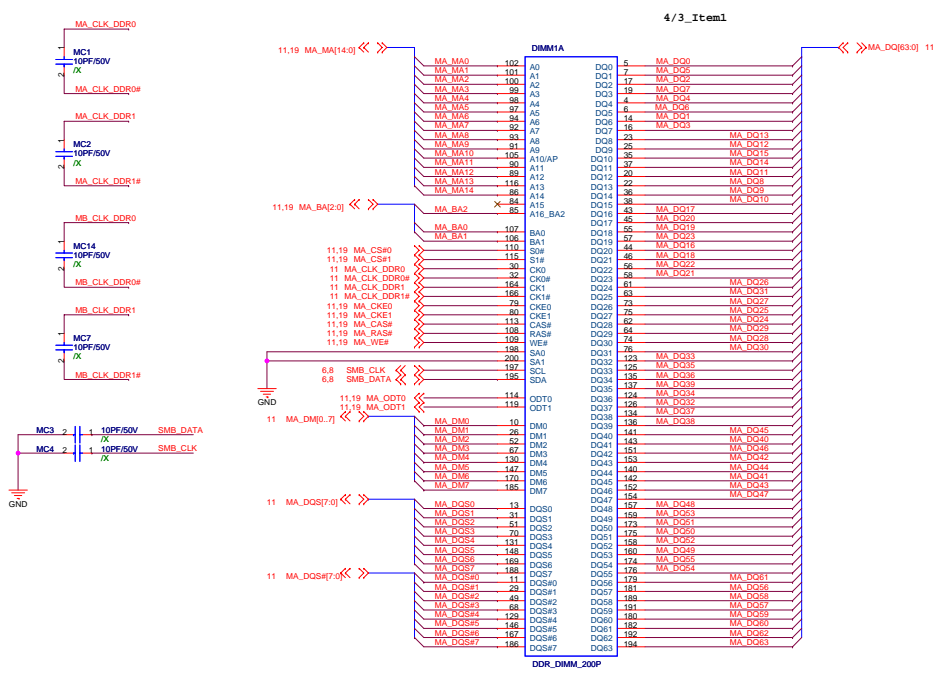 4/3_Item1
MA_CLK_DDR0
1
MC1
10PF/50V
/X
2
MA_CLK_DDR0#
MA_CLK_DDR1
1
MC2
10PF/50V
/X
2
MA_CLK_DDR1#
MB_CLK_DDR0
1
MC14
10PF/50V
/X
2
MB_CLK_DDR0#
MB_CLK_DDR1
1
MC7
10PF/50V
/X
2
MB_CLK_DDR1#
MC3 2 1 10PF/50V SMB_DATA
/X
MC4 2 1 10PF/50V SMB_CLK
/X
GND
11,19 MA_MA[14:0]
11,19 MA_BA[2:0]
11,19 MA_CS#0
11,19 MA_CS#1
11 MA_CLK_DDR0
11 MA_CLK_DDR0#
11 MA_CLK_DDR1
11 MA_CLK_DDR1#
11,19 MA_CKE0
11,19 MA_CKE1
11,19 MA_CAS#
11,19 MA_RAS#
11,19 MA_WE#
6,8 SMB_CLK
6,8 SMB_DATA
GND
11,19 MA_ODT0
11,19 MA_ODT1
11 MA_DM[0..7]
11 MA_DQS[7:0]
11 MA_DQS#[7:0]
DIMM1A
MA_MA0 102 A0
MA_MA1 101 A1
MA_MA2 100 A2
MA_MA3 99 A3
MA_MA4 98 A4
MA_MA5 97 A5
MA_MA6 94 A6
MA_MA7 92 A7
MA_MA8 93 A8
MA_MA9 91 A9
MA_MA10 105 A10/AP
MA_MA11 90 A11
MA_MA12 89 A12
MA_MA13 116 A13
MA_MA14 86 A14
84 A15
MA_BA2 85 A16_BA2
MA_BA0 107 BA0
MA_BA1 106 BA1
110 S0#
115 S1#
30 CK0
32 CK0#
164 CK1
166 CK1#
79 CKE0
80 CKE1
113 CAS#
108 RAS#
109 WE#
198 SA0
200 SA1
197 SCL
195 SDA
114 ODT0
119 ODT1
MA_DM0 10 DM0
MA_DM1 26 DM1
MA_DM2 52 DM2
MA_DM3 67 DM3
MA_DM4 130 DM4
MA_DM5 147 DM5
MA_DM6 170 DM6
MA_DM7 185 DM7
MA_DQS0 13 DQS0
MA_DQS1 31 DQS1
MA_DQS2 51 DQS2
MA_DQS3 70 DQS3
MA_DQS4 131 DQS4
MA_DQS5 148 DQS5
MA_DQS6 169 DQS6
MA_DQS7 188 DQS7
MA_DQS#0 11 DQS#0
MA_DQS#1 29 DQS#1
MA_DQS#2 49 DQS#2
MA_DQS#3 68 DQS#3
MA_DQS#4 129 DQS#4
MA_DQS#5 146 DQS#5
MA_DQS#6 167 DQS#6
MA_DQS#7 186 DQS#7
DQ0 5 MA_DQ0
DQ1 7 MA_DQ5
DQ2 17 MA_DQ2
DQ3 19 MA_DQ7
DQ4 4 MA_DQ4
DQ5 6 MA_DQ6
DQ6 14 MA_DQ1
DQ7 16 MA_DQ3
DQ8 23 MA_DQ13
DQ9 25 MA_DQ12
DQ10 35 MA_DQ14
DQ11 37 MA_DQ15
DQ12 20 MA_DQ11
DQ13 22 MA_DQ8
DQ14 36 MA_DQ9
DQ15 38 MA_DQ10
DQ16 43 MA_DQ17
DQ17 45 MA_DQ20
DQ18 55 MA_DQ19
DQ19 57 MA_DQ23
DQ20 44 MA_DQ16
DQ21 46 MA_DQ18
DQ22 56 MA_DQ22
DQ23 58 MA_DQ21
DQ24 61 MA_DQ26
DQ25 63 MA_DQ31
DQ26 73 MA_DQ27
DQ27 75 MA_DQ25
DQ28 62 MA_DQ24
DQ29 64 MA_DQ29
DQ30 74 MA_DQ28
DQ31 76 MA_DQ30
DQ32 123 MA_DQ33
DQ33 125 MA_DQ35
DQ34 135 MA_DQ36
DQ35 137 MA_DQ39
DQ36 124 MA_DQ34
DQ37 126 MA_DQ32
DQ38 134 MA_DQ37
DQ39 136 MA_DQ38
DQ40 141 MA_DQ45
DQ41 143 MA_DQ40
DQ42 151 MA_DQ46
DQ43 153 MA_DQ42
DQ44 140 MA_DQ44
DQ45 142 MA_DQ41
DQ46 152 MA_DQ43
DQ47 154 MA_DQ47
DQ48 157 MA_DQ48
DQ49 159 MA_DQ53
DQ50 173 MA_DQ51
DQ51 175 MA_DQ50
DQ52 158 MA_DQ52
DQ53 160 MA_DQ49
DQ54 174 MA_DQ55
DQ55 176 MA_DQ54
DQ56 179 MA_DQ61
DQ57 181 MA_DQ56
DQ58 189 MA_DQ58
DQ59 191 MA_DQ57
DQ60 180 MA_DQ59
DQ61 182 MA_DQ60
DQ62 192 MA_DQ62
DQ63 194 MA_DQ63
DDR_DIMM_200P
MA_DQ[63:0] 11